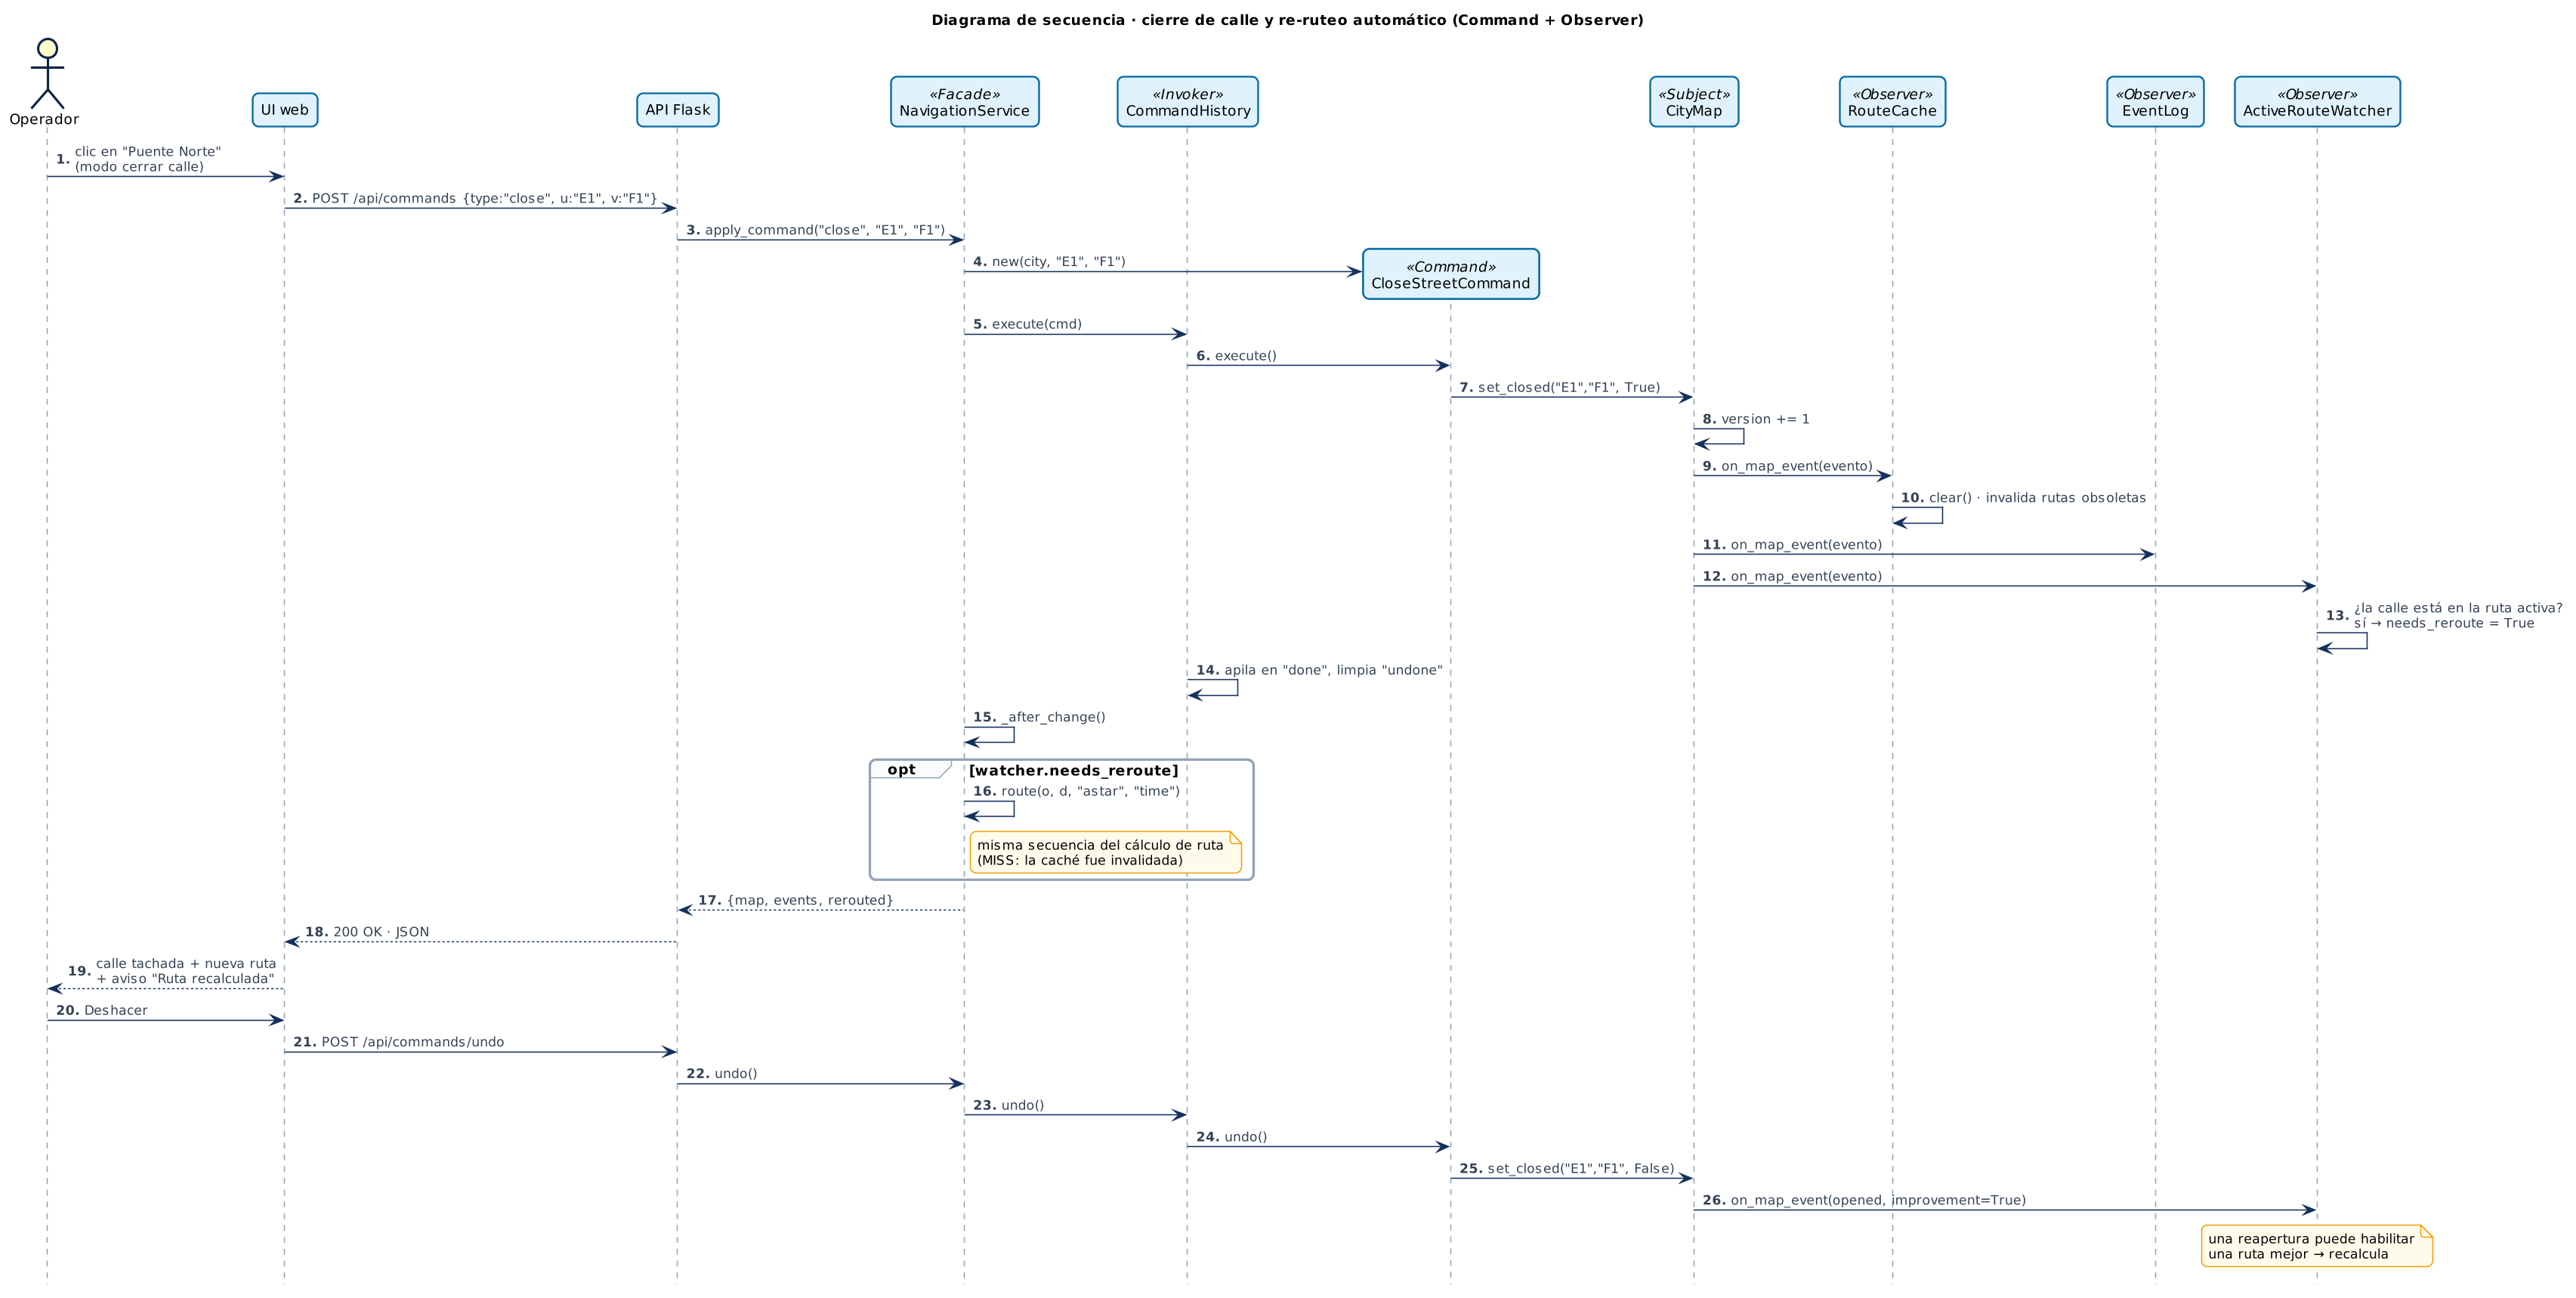 Diagrama de secuencia · cierre de calle y re-ruteo automático (Command + Observer)
Operador
UI web
API Flask
«Facade»
NavigationService
«Invoker»
CommandHistory
«Subject»
CityMap
«Observer»
RouteCache
«Observer»
EventLog
«Observer»
ActiveRouteWatcher
1. clic en "Puente Norte"
(modo cerrar calle)
2. POST /api/commands {type:"close", u:"E1", v:"F1"}
3. apply_command("close", "E1", "F1")
4. new(city, "E1", "F1")
«Command»
CloseStreetCommand
5. execute(cmd)
6. execute()
7. set_closed("E1","F1", True)
8. version += 1
9. on_map_event(evento)
10. clear() · invalida rutas obsoletas
11. on_map_event(evento)
12. on_map_event(evento)
13. ¿la calle está en la ruta activa?
sí → needs_reroute = True
14. apila en "done", limpia "undone"
15. _after_change()
opt [watcher.needs_reroute]
16. route(o, d, "astar", "time")
misma secuencia del cálculo de ruta
(MISS: la caché fue invalidada)
17. {map, events, rerouted}
18. 200 OK · JSON
19. calle tachada + nueva ruta
+ aviso "Ruta recalculada"
20. Deshacer
21. POST /api/commands/undo
22. undo()
23. undo()
24. undo()
25. set_closed("E1","F1", False)
26. on_map_event(opened, improvement=True)
una reapertura puede habilitar
una ruta mejor → recalcula